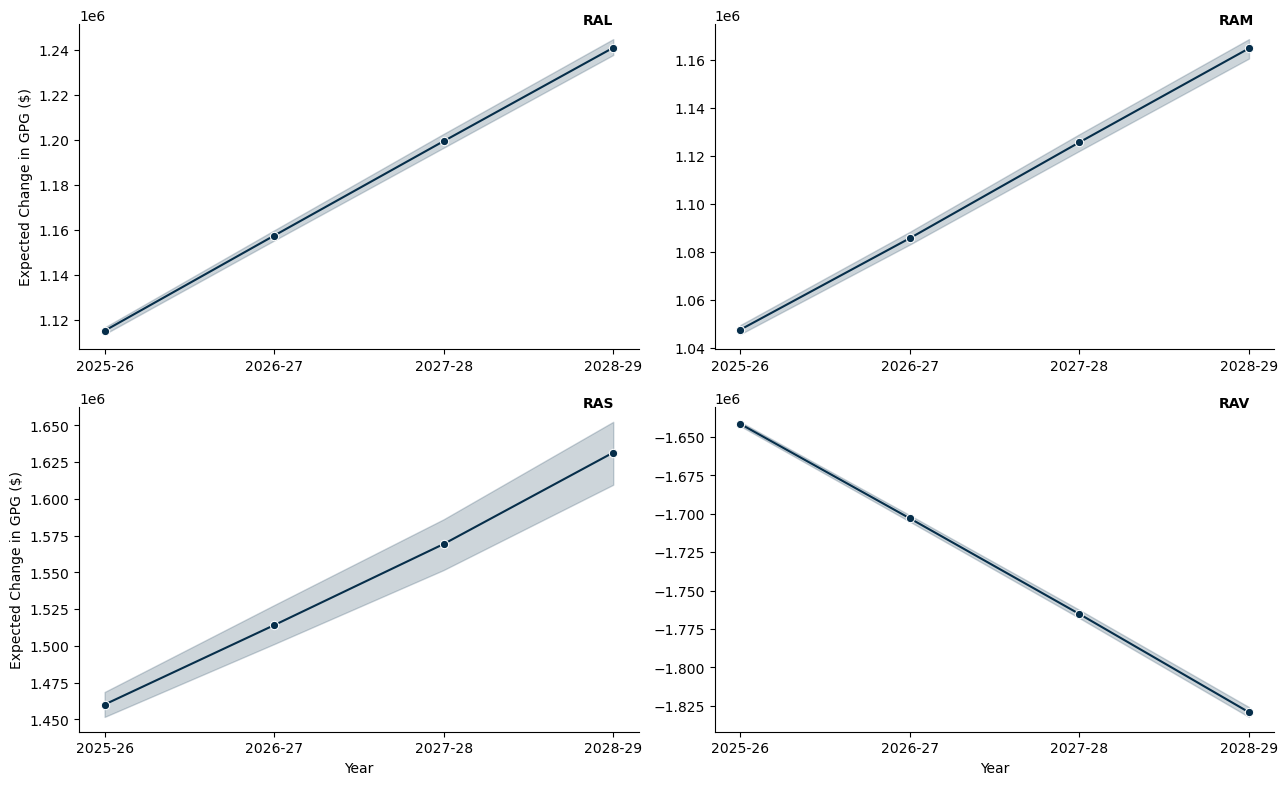 1e6
RAL
Expected Change in GPG ($)
1.24
1.22
1.20
1.18
1.16
1.14
1.12
2025-26 2026-27 2027-28 2028-29
1e6
RAM
1.16
1.14
1.12
1.10
1.08
1.06
1.04
2025-26 2026-27 2027-28 2028-29
1e6
RAS
Expected Change in GPG ($)
1.650
1.625
1.600
1.575
1.550
1.525
1.500
1.475
1.450
2025-26 2026-27 2027-28 2028-29
Year
1e6
RAV
−1.650
−1.675
−1.700
−1.725
−1.750
−1.775
−1.800
−1.825
2025-26 2026-27 2027-28 2028-29
Year